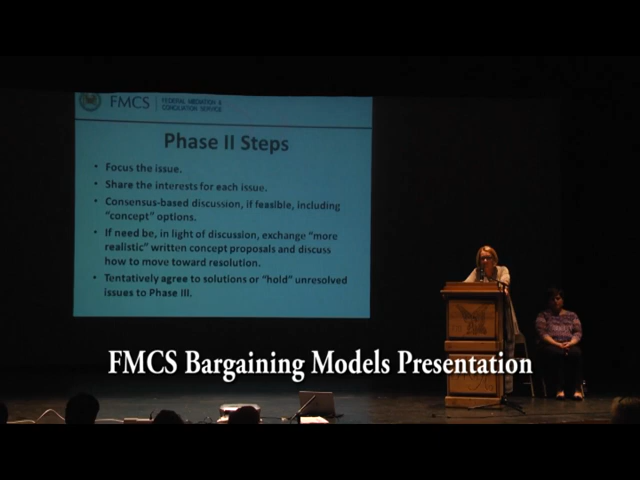 FMCS
FEDERAL MEDIATION &
CONCILIATION SERVICE
Phase II Steps
• Focus the issue.
• Share the interests for each issue.
• Consensus-based discussion, if feasible, including
"concept" options.
• If need be, in light of discussion, exchange "more
realistic" written concept proposals and discuss
how to move toward resolution.
• Tentatively agree to solutions or "hold" unresolved
issues to Phase III.
FMCS Bargaining Models Presentation